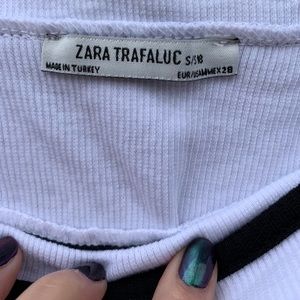 ZARA TRAFALUC S/S
MADE IN TURKEY
EUR/USA/MEX 28